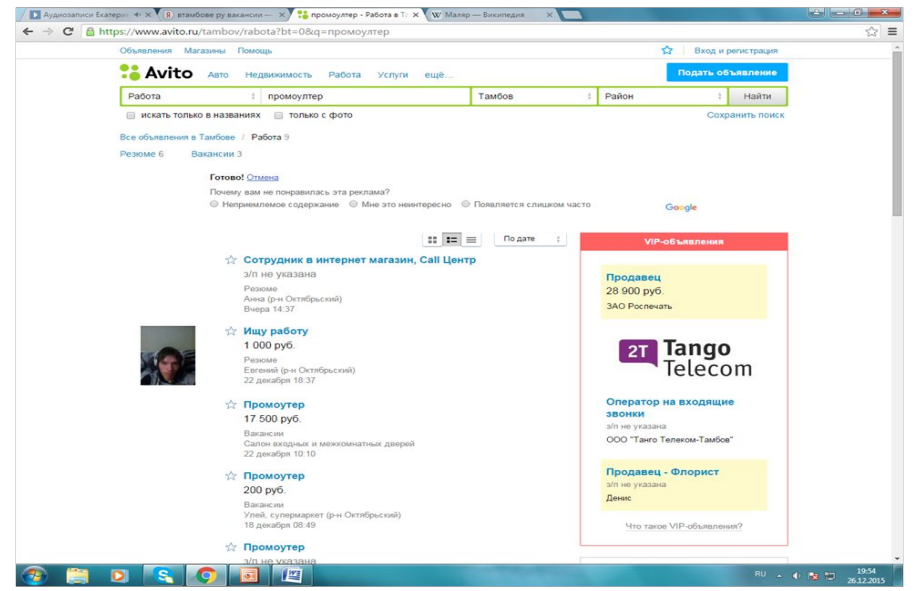 Аудиозаписи Екатерин
втамбове ру вакансии —
промоутер - Работа в Т
Маляр — Википедия
https://www.avito.ru/tambov/rabota?bt=0&q=промоутер
Объявления Магазины Помощь
Вход и регистрация
Avito Авто Недвижимость Работа Услуги ещё...
Подать объявление
Работа промоутер Тамбов Район Найти
искать только в названиях только с фото
Сохранить поиск
Все объявления в Тамбове / Работа 9
Резюме 6 Вакансии 3
Готово! Отмена
Почему вам не понравилась эта реклама?
Неприемлемое содержание Мне это неинтересно Появляется слишком часто
Google
По дате
Сотрудник в интернет магазин, Call Центр
з/п не указана
Резюме
Анна (р-н Октябрьский)
Вчера 14:37
Ищу работу
1 000 руб.
Резюме
Евгений (р-н Октябрьский)
22 декабря 18:37
Промоутер
17 500 руб.
Вакансии
Салон входных и межкомнатных дверей
22 декабря 10:10
Промоутер
200 руб.
Вакансии
Улей, супермаркет (р-н Октябрьский)
18 декабря 08:49
Промоутер
з/п не указана
VIP-объявления
Продавец
28 900 руб.
ЗАО Роспечать
2T Tango
Telecom
Оператор на входящие
звонки
з/п не указана
ООО "Танго Телеком-Тамбов"
Продавец - Флорист
з/п не указана
Денис
Что такое VIP-объявления?
RU
19:54
26.12.2015